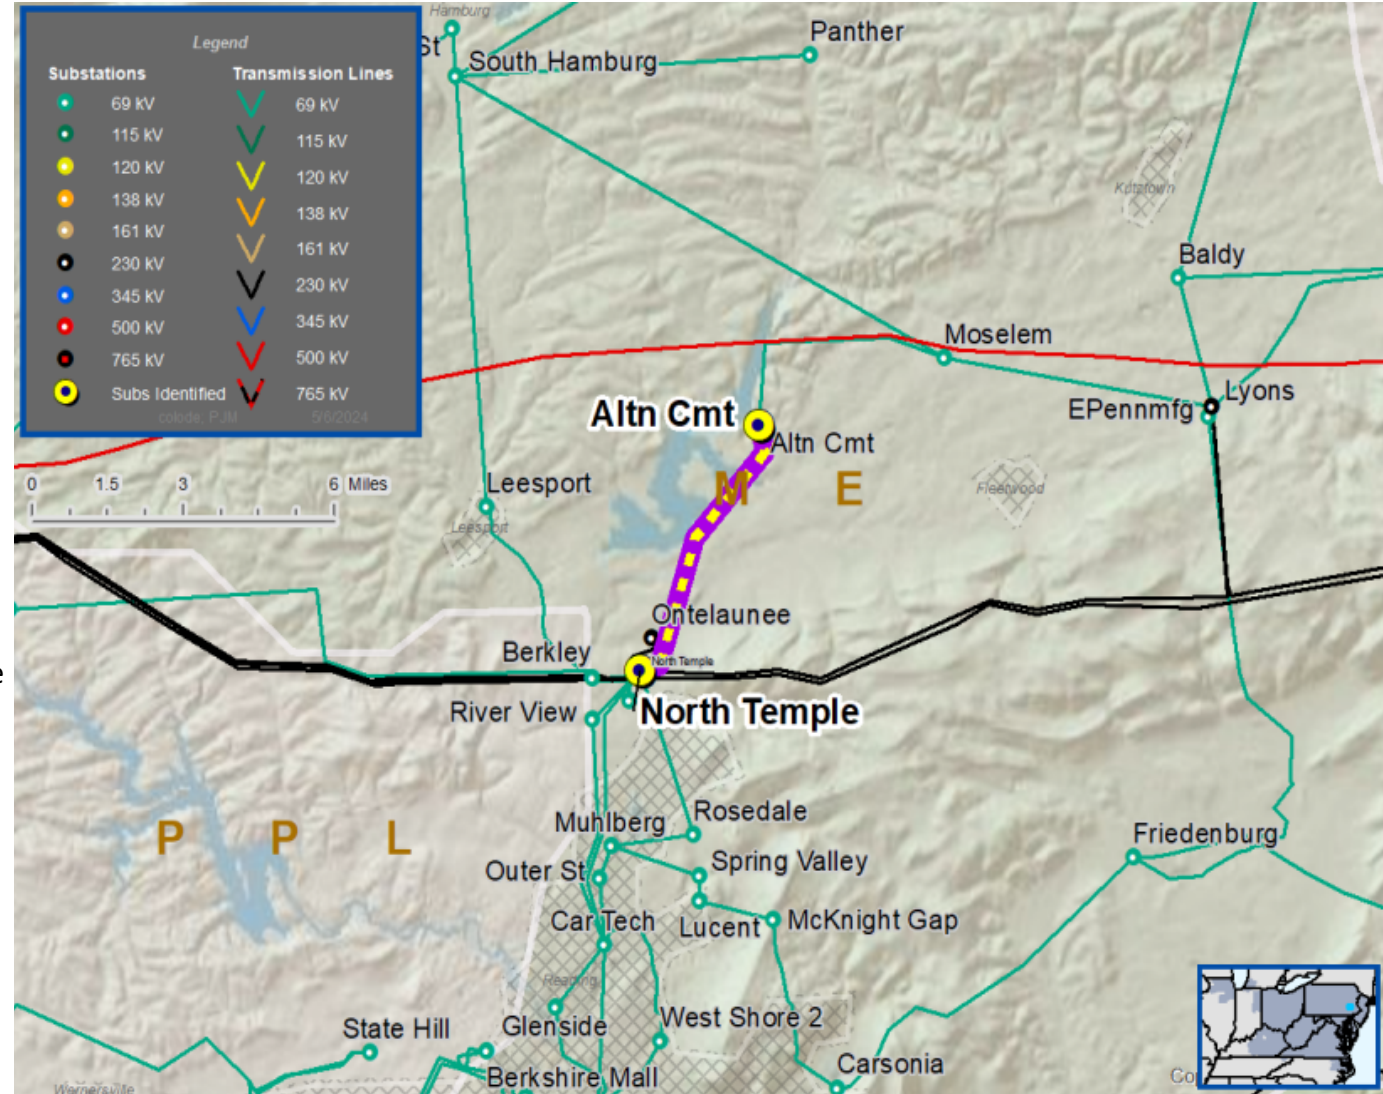 Hamburg
St
South Hamburg
Panther
Legend
Substations
Transmission Lines
69 kV
69 kV
115 kV
115 kV
120 kV
120 kV
138 kV
138 kV
161 kV
161 kV
230 kV
230 kV
345 kV
345 kV
500 kV
500 kV
765 kV
765 kV
Subs Identified
colode, PJM
5/6/2024
Kutztown
Baldy
Moselem
Lyons
EPennmfg
Altn Cmt
Altn Cmt
M E
Fleetwood
0 1.5 3 6 Miles
Leesport
Leesport
Ontelaunee
Berkley
North Temple
River View
North Temple
e
P P L
Muhlberg
Rosedale
Outer St
Spring Valley
Friedenburg
Car Tech
Lucent
McKnight Gap
Reading
State Hill
Glenside
West Shore 2
Berkshire Mall
Carsonia
Wernersville